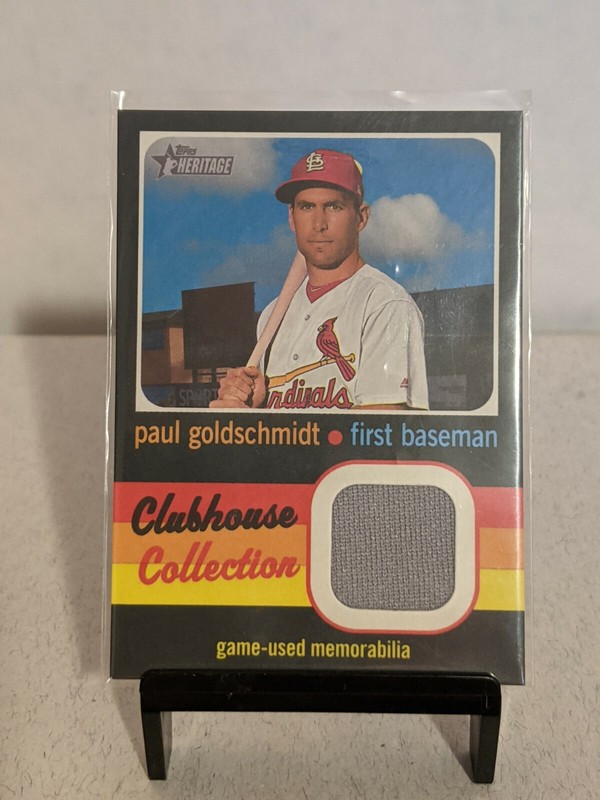 Topps
HERITAGE
StL
Cardinals
paul goldschmidt • first baseman
Clubhouse
Collection
game-used memorabilia